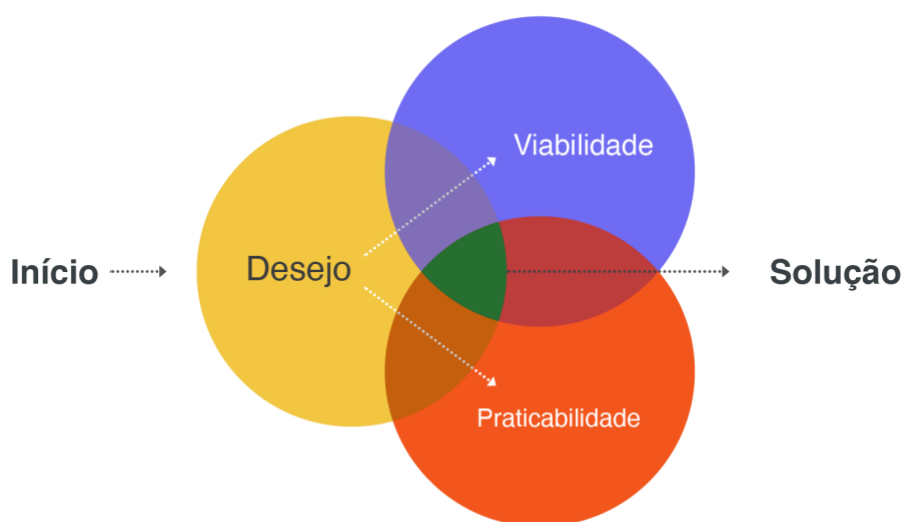 Viabilidade
Início
Desejo
Solução
Praticabilidade